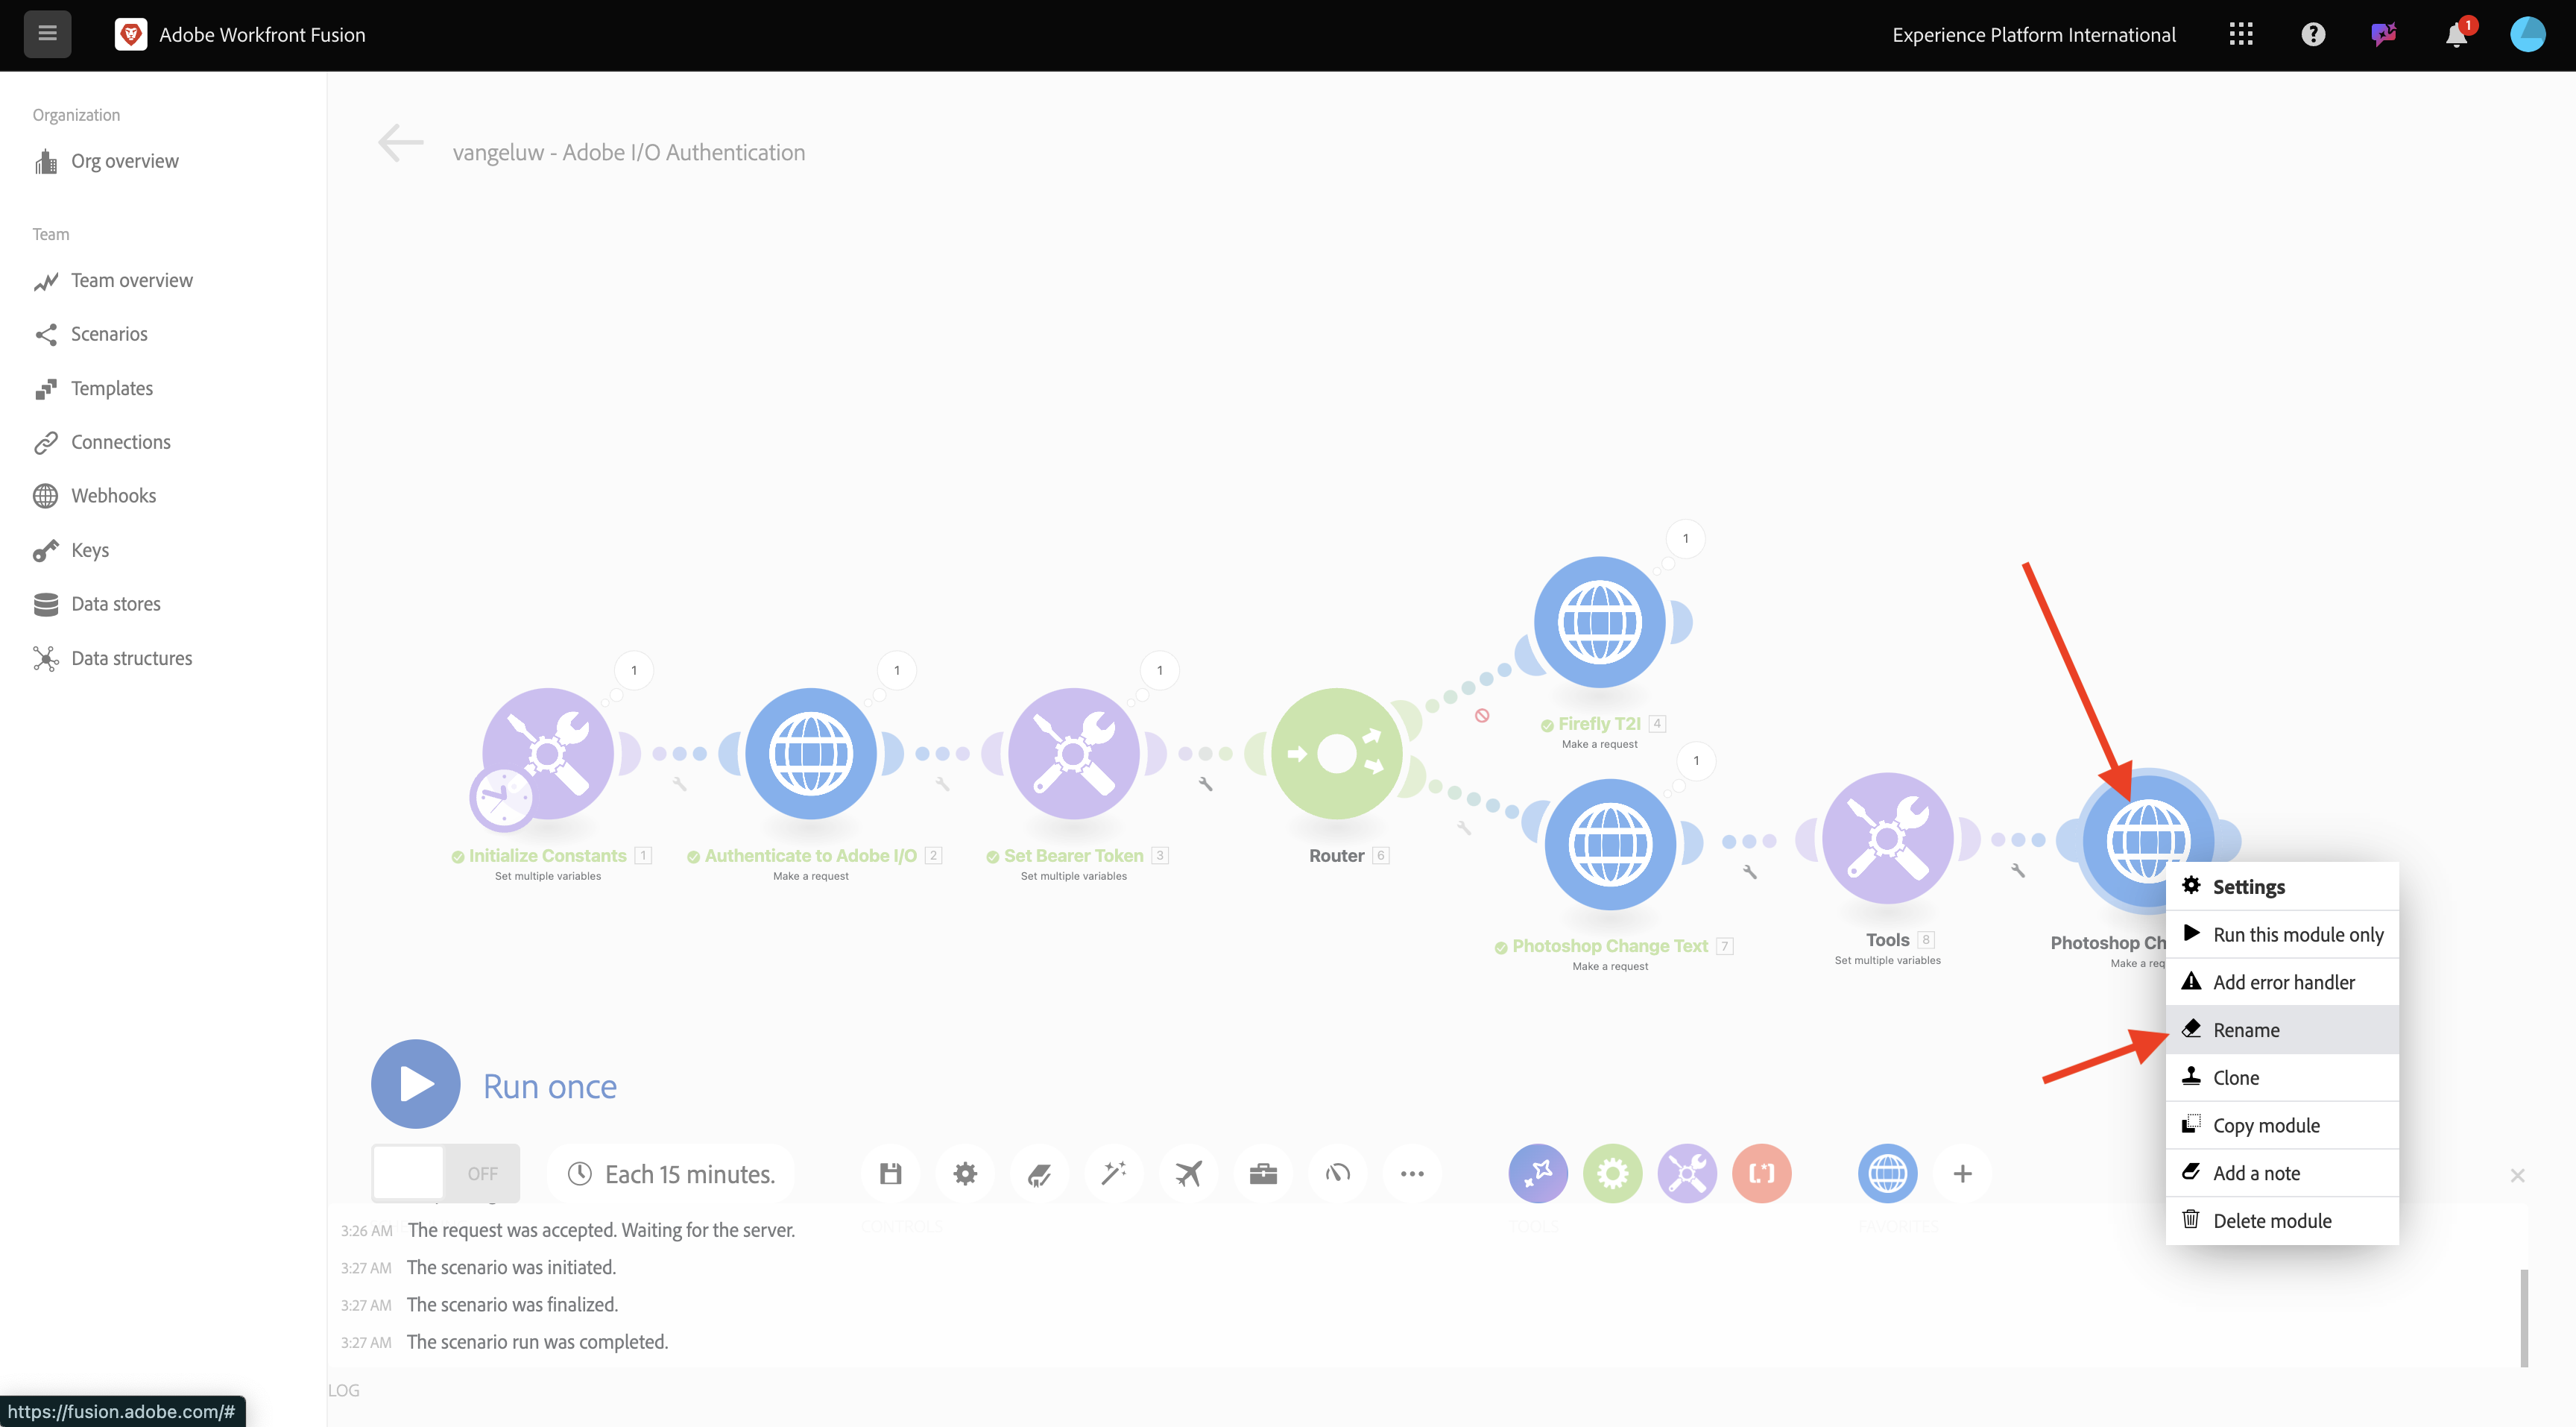 Adobe Workfront Fusion
Experience Platform International
1
Organization
Org overview
Team
Team overview
Scenarios
Templates
Connections
Webhooks
Keys
Data stores
Data structures
vangeluw - Adobe I/O Authentication
1
1
1
1
1
Initialize Constants 1
Set multiple variables
Authenticate to Adobe I/O 2
Make a request
Set Bearer Token 3
Set multiple variables
Router 6
Firefly T2I 4
Make a request
Photoshop Change Text 7
Make a request
Tools 8
Set multiple variables
Photoshop Ch
Make a req
Settings
Run this module only
Add error handler
Rename
Clone
Copy module
Add a note
Delete module
Run once
OFF
Each 15 minutes.
CONTROLS
TOOLS
FAVORITES
3:26 AM The request was accepted. Waiting for the server.
3:27 AM The scenario was initiated.
3:27 AM The scenario was finalized.
3:27 AM The scenario run was completed.
LOG
https://fusion.adobe.com/#